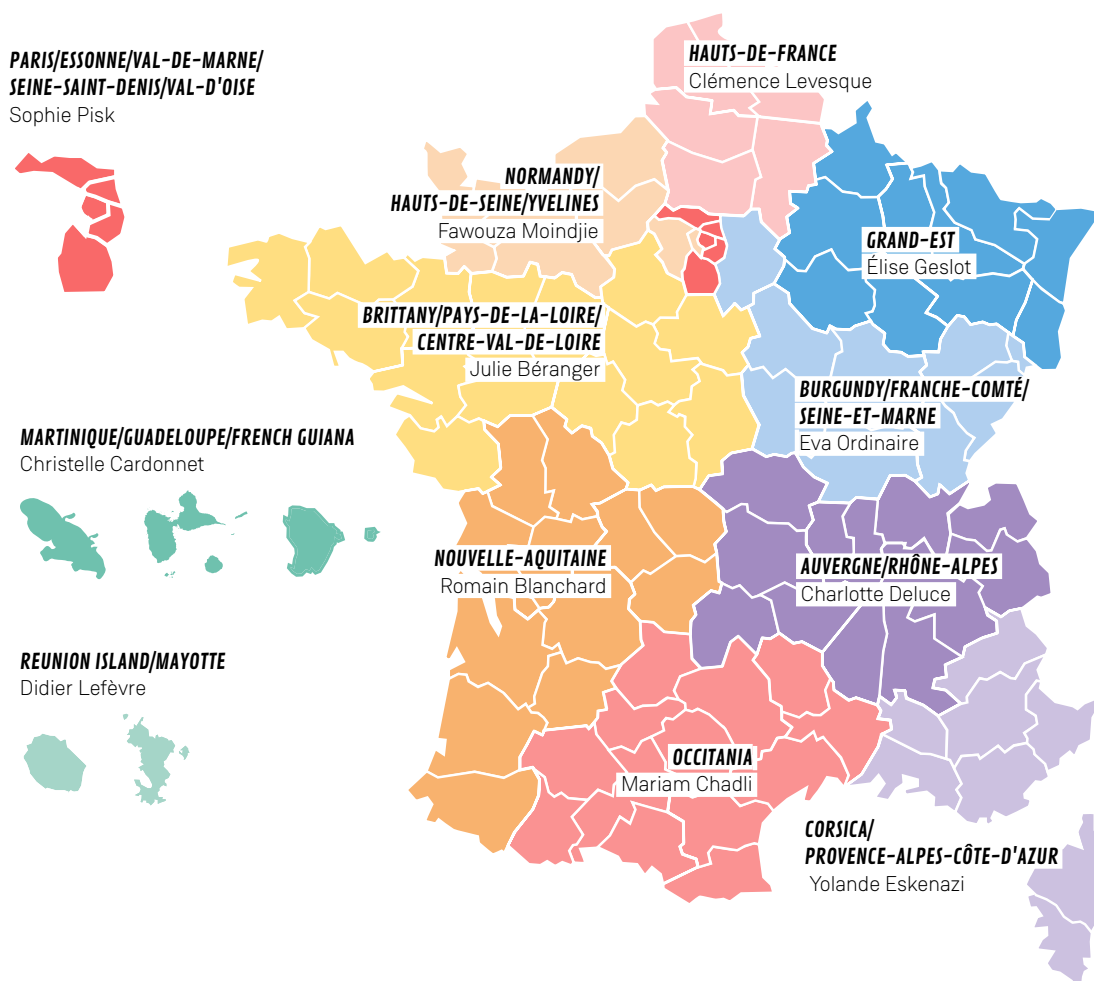 PARIS/ESSONNE/VAL-DE-MARNE/
SEINE-SAINT-DENIS/VAL-D'OISE
Sophie Pisk
HAUTS-DE-FRANCE
Clémence Levesque
NORMANDY/
HAUTS-DE-SEINE/YVELINES
Fawouza Moindjie
GRAND-EST
Élise Geslot
BRITTANY/PAYS-DE-LA-LOIRE/
CENTRE-VAL-DE-LOIRE
Julie Béranger
BURGUNDY/FRANCHE-COMTÉ/
SEINE-ET-MARNE
Eva Ordinaire
MARTINIQUE/GUADELOUPE/FRENCH GUIANA
Christelle Cardonnet
NOUVELLE-AQUITAINE
Romain Blanchard
AUVERGNE/RHÔNE-ALPES
Charlotte Deluce
REUNION ISLAND/MAYOTTE
Didier Lefèvre
OCCITANIA
Mariam Chadli
CORSICA/
PROVENCE-ALPES-CÔTE-D'AZUR
Yolande Eskenazi